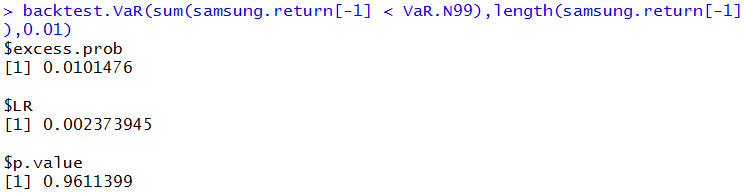 > backtest.VaR(sum(samsung.return[-1] < VaR.N99),length(samsung.return[-1]
),0.01)
$excess.prob
[1] 0.0101476
$LR
[1] 0.002373945
$p.value
[1] 0.9611399